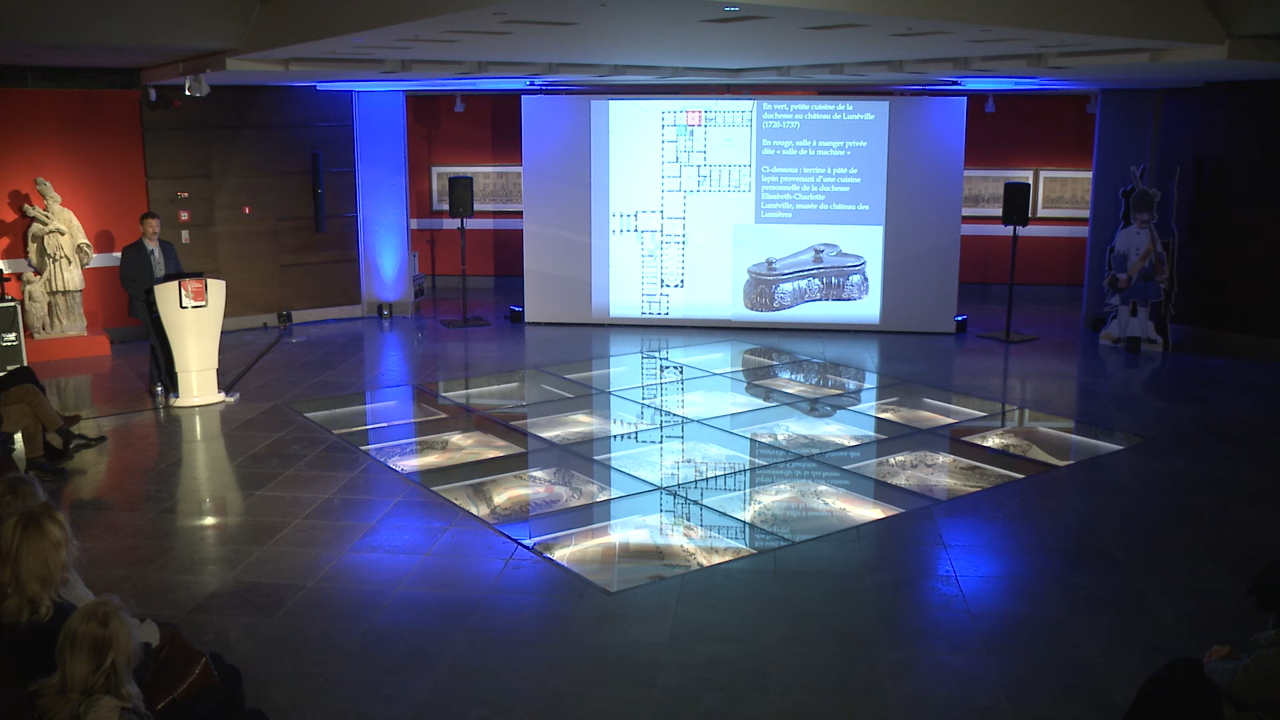 En vert, petite cuisine de la
duchesse au château de Lunéville
(1720-1737)
En rouge, salle à manger privée
dite « salle de la machine »
Ci-dessous : terrine à pâté de
lapin provenant d'une cuisine
personnelle de la duchesse
Elisabeth-Charlotte
Lunéville, musée du château des
Lumières